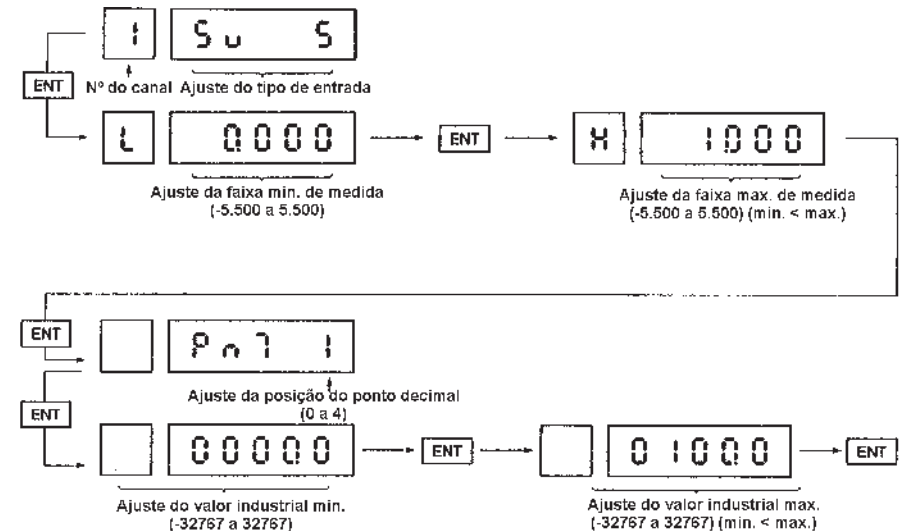 1 Su 5
ENT
Nº do canal Ajuste do tipo de entrada
L 0.000 ENT H 1.000
Ajuste da faixa min. de medida
(-5.500 a 5.500)
Ajuste da faixa max. de medida
(-5.500 a 5.500) (min. < max.)
ENT
Pn7 1
Ajuste da posição do ponto decimal
(0 a 4)
ENT
0000.0 ENT 0100.0 ENT
Ajuste do valor industrial min.
(-32767 a 32767)
Ajuste do valor industrial max.
(-32767 a 32767) (min. < max.)